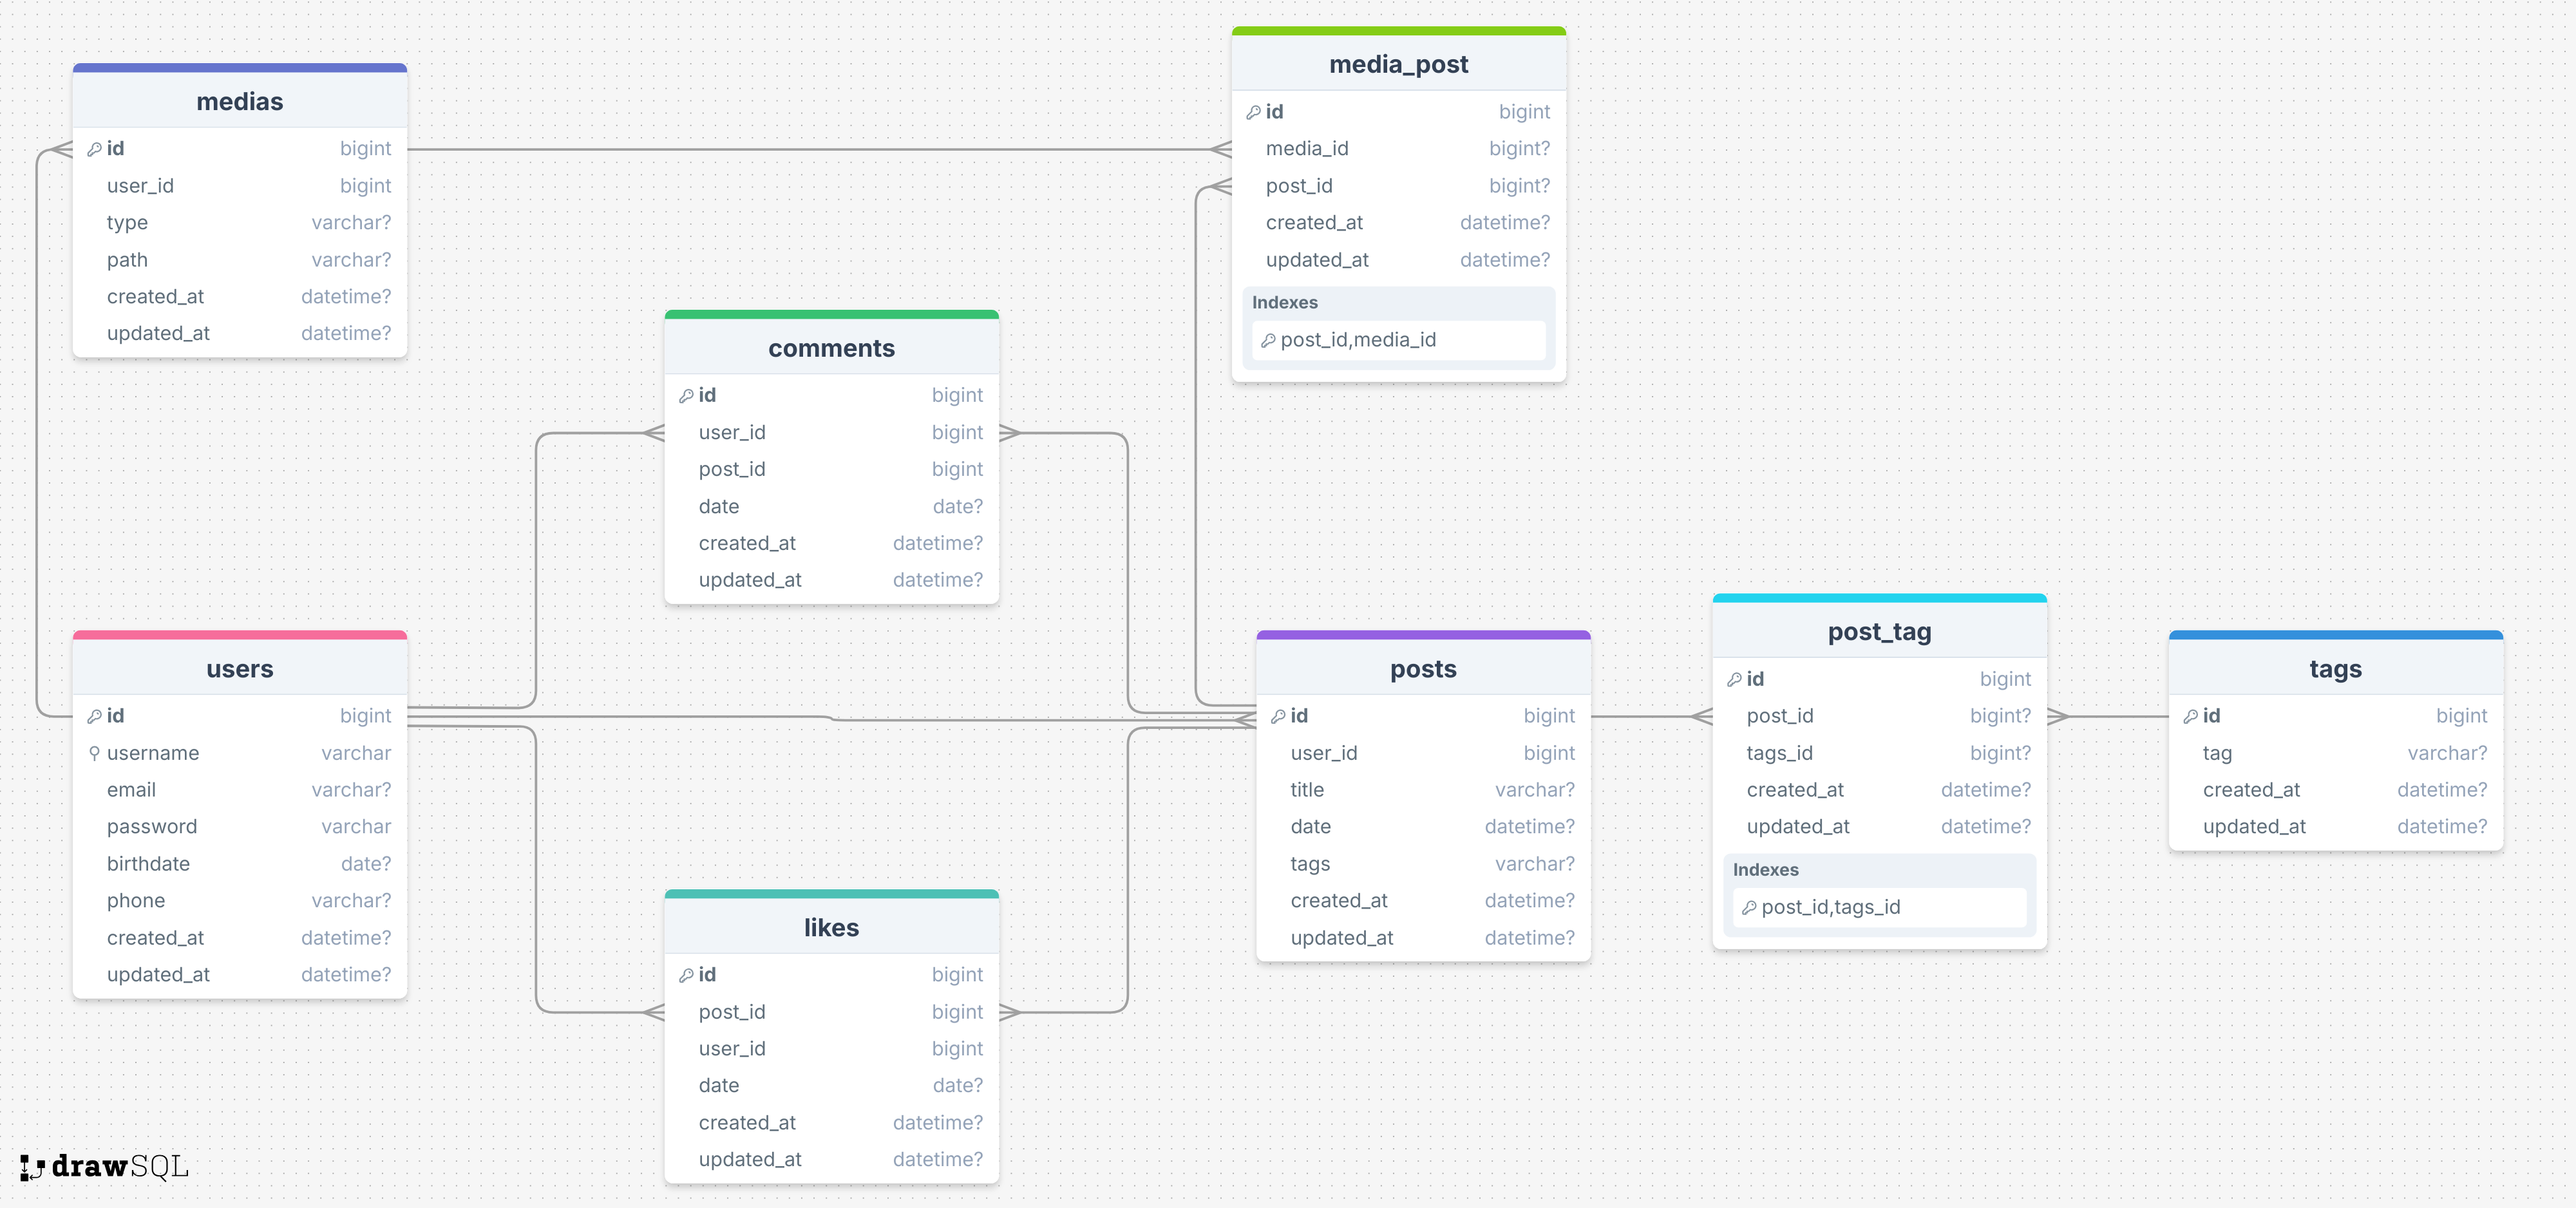 medias
id bigint
user_id bigint
type varchar?
path varchar?
created_at datetime?
updated_at datetime?
media_post
id bigint
media_id bigint?
post_id bigint?
created_at datetime?
updated_at datetime?
Indexes
post_id,media_id
comments
id bigint
user_id bigint
post_id bigint
date date?
created_at datetime?
updated_at datetime?
users
id bigint
username varchar
email varchar?
password varchar
birthdate date?
phone varchar?
created_at datetime?
updated_at datetime?
likes
id bigint
post_id bigint
user_id bigint
date date?
created_at datetime?
updated_at datetime?
posts
id bigint
user_id bigint
title varchar?
date datetime?
tags varchar?
created_at datetime?
updated_at datetime?
post_tag
id bigint
post_id bigint?
tags_id bigint?
created_at datetime?
updated_at datetime?
Indexes
post_id,tags_id
tags
id bigint
tag varchar?
created_at datetime?
updated_at datetime?
drawSQL